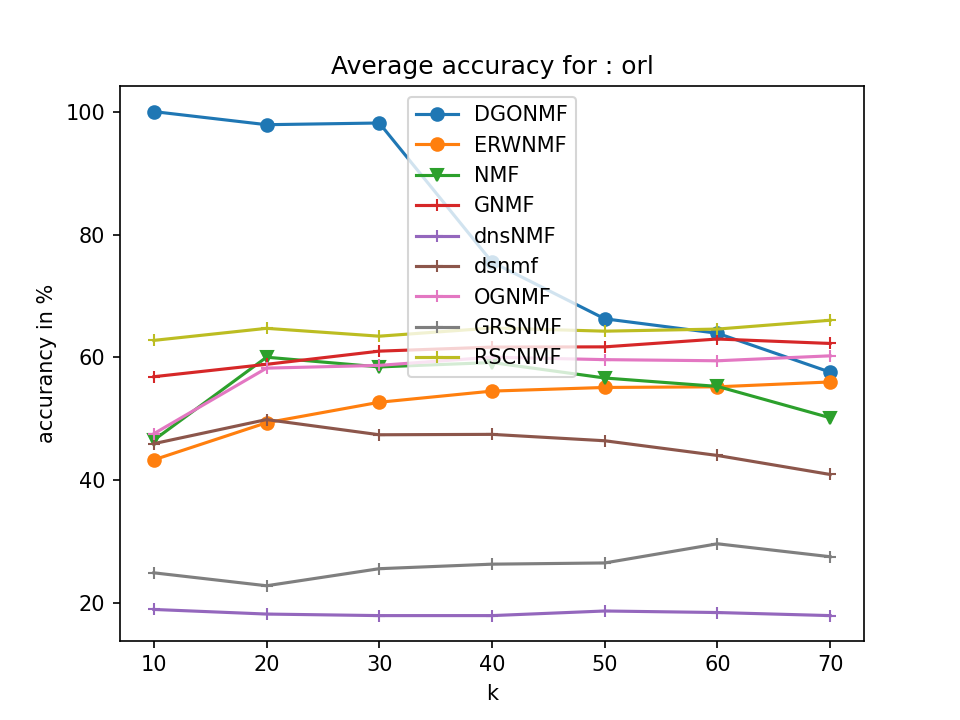 Average accuracy for : orl
100
80
60
40
20
accurancy in %
DGONMF
ERWNMF
NMF
GNMF
dnsNMF
dsnmf
OGNMF
GRSNMF
RSCNMF
10 20 30 40 50 60 70
k